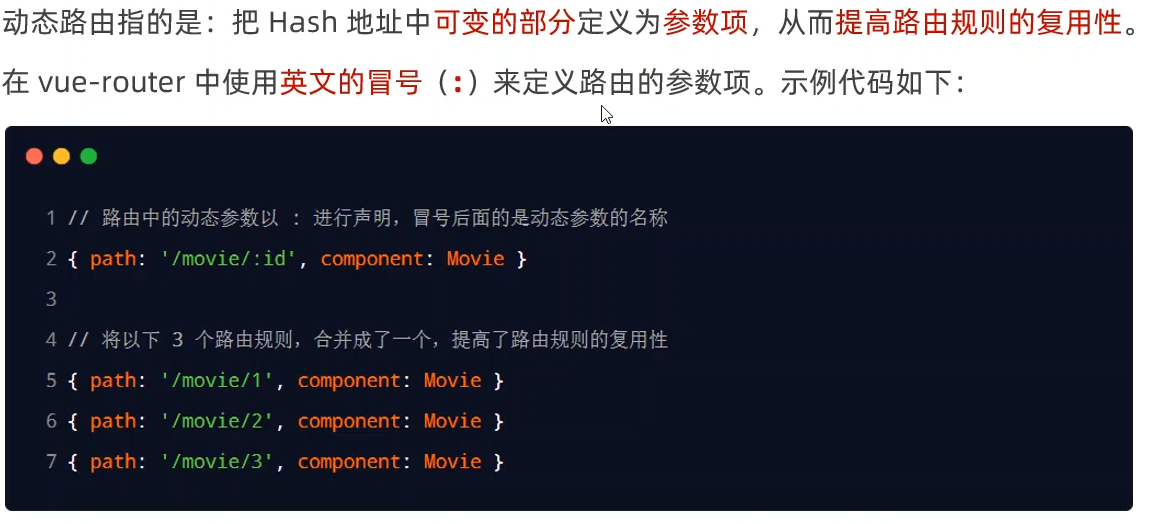 动态路由指的是：把 Hash 地址中可变的部分定义为参数项，从而提高路由规则的复用性。
在 vue-router 中使用英文的冒号（:）来定义路由的参数项。示例代码如下：
1 // 路由中的动态参数以 : 进行声明，冒号后面的是动态参数的名称
2 { path: '/movie/:id', component: Movie }
3
4 // 将以下 3 个路由规则，合并成了一个，提高了路由规则的复用性
5 { path: '/movie/1', component: Movie }
6 { path: '/movie/2', component: Movie }
7 { path: '/movie/3', component: Movie }